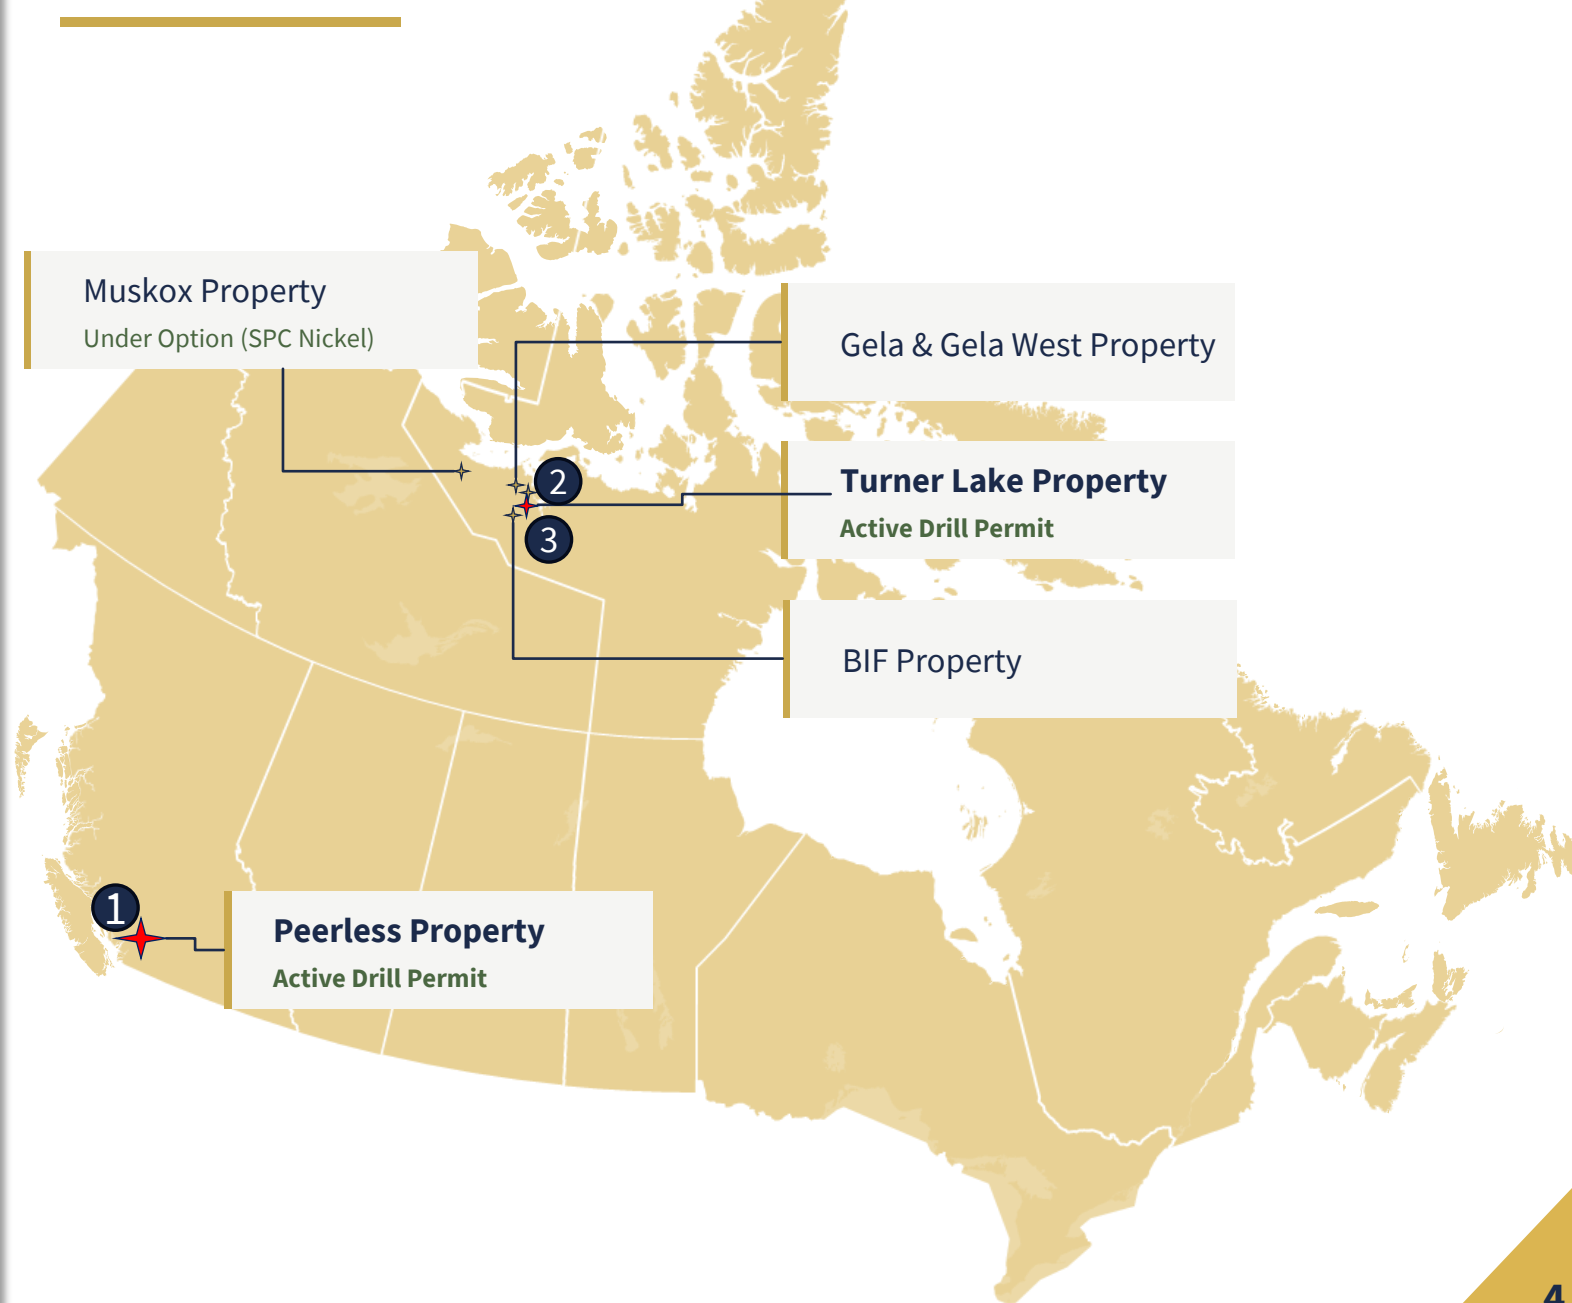 Muskox Property
Under Option (SPC Nickel)
Gela & Gela West Property
2
Turner Lake Property
Active Drill Permit
3
BIF Property
1
Peerless Property
Active Drill Permit
4